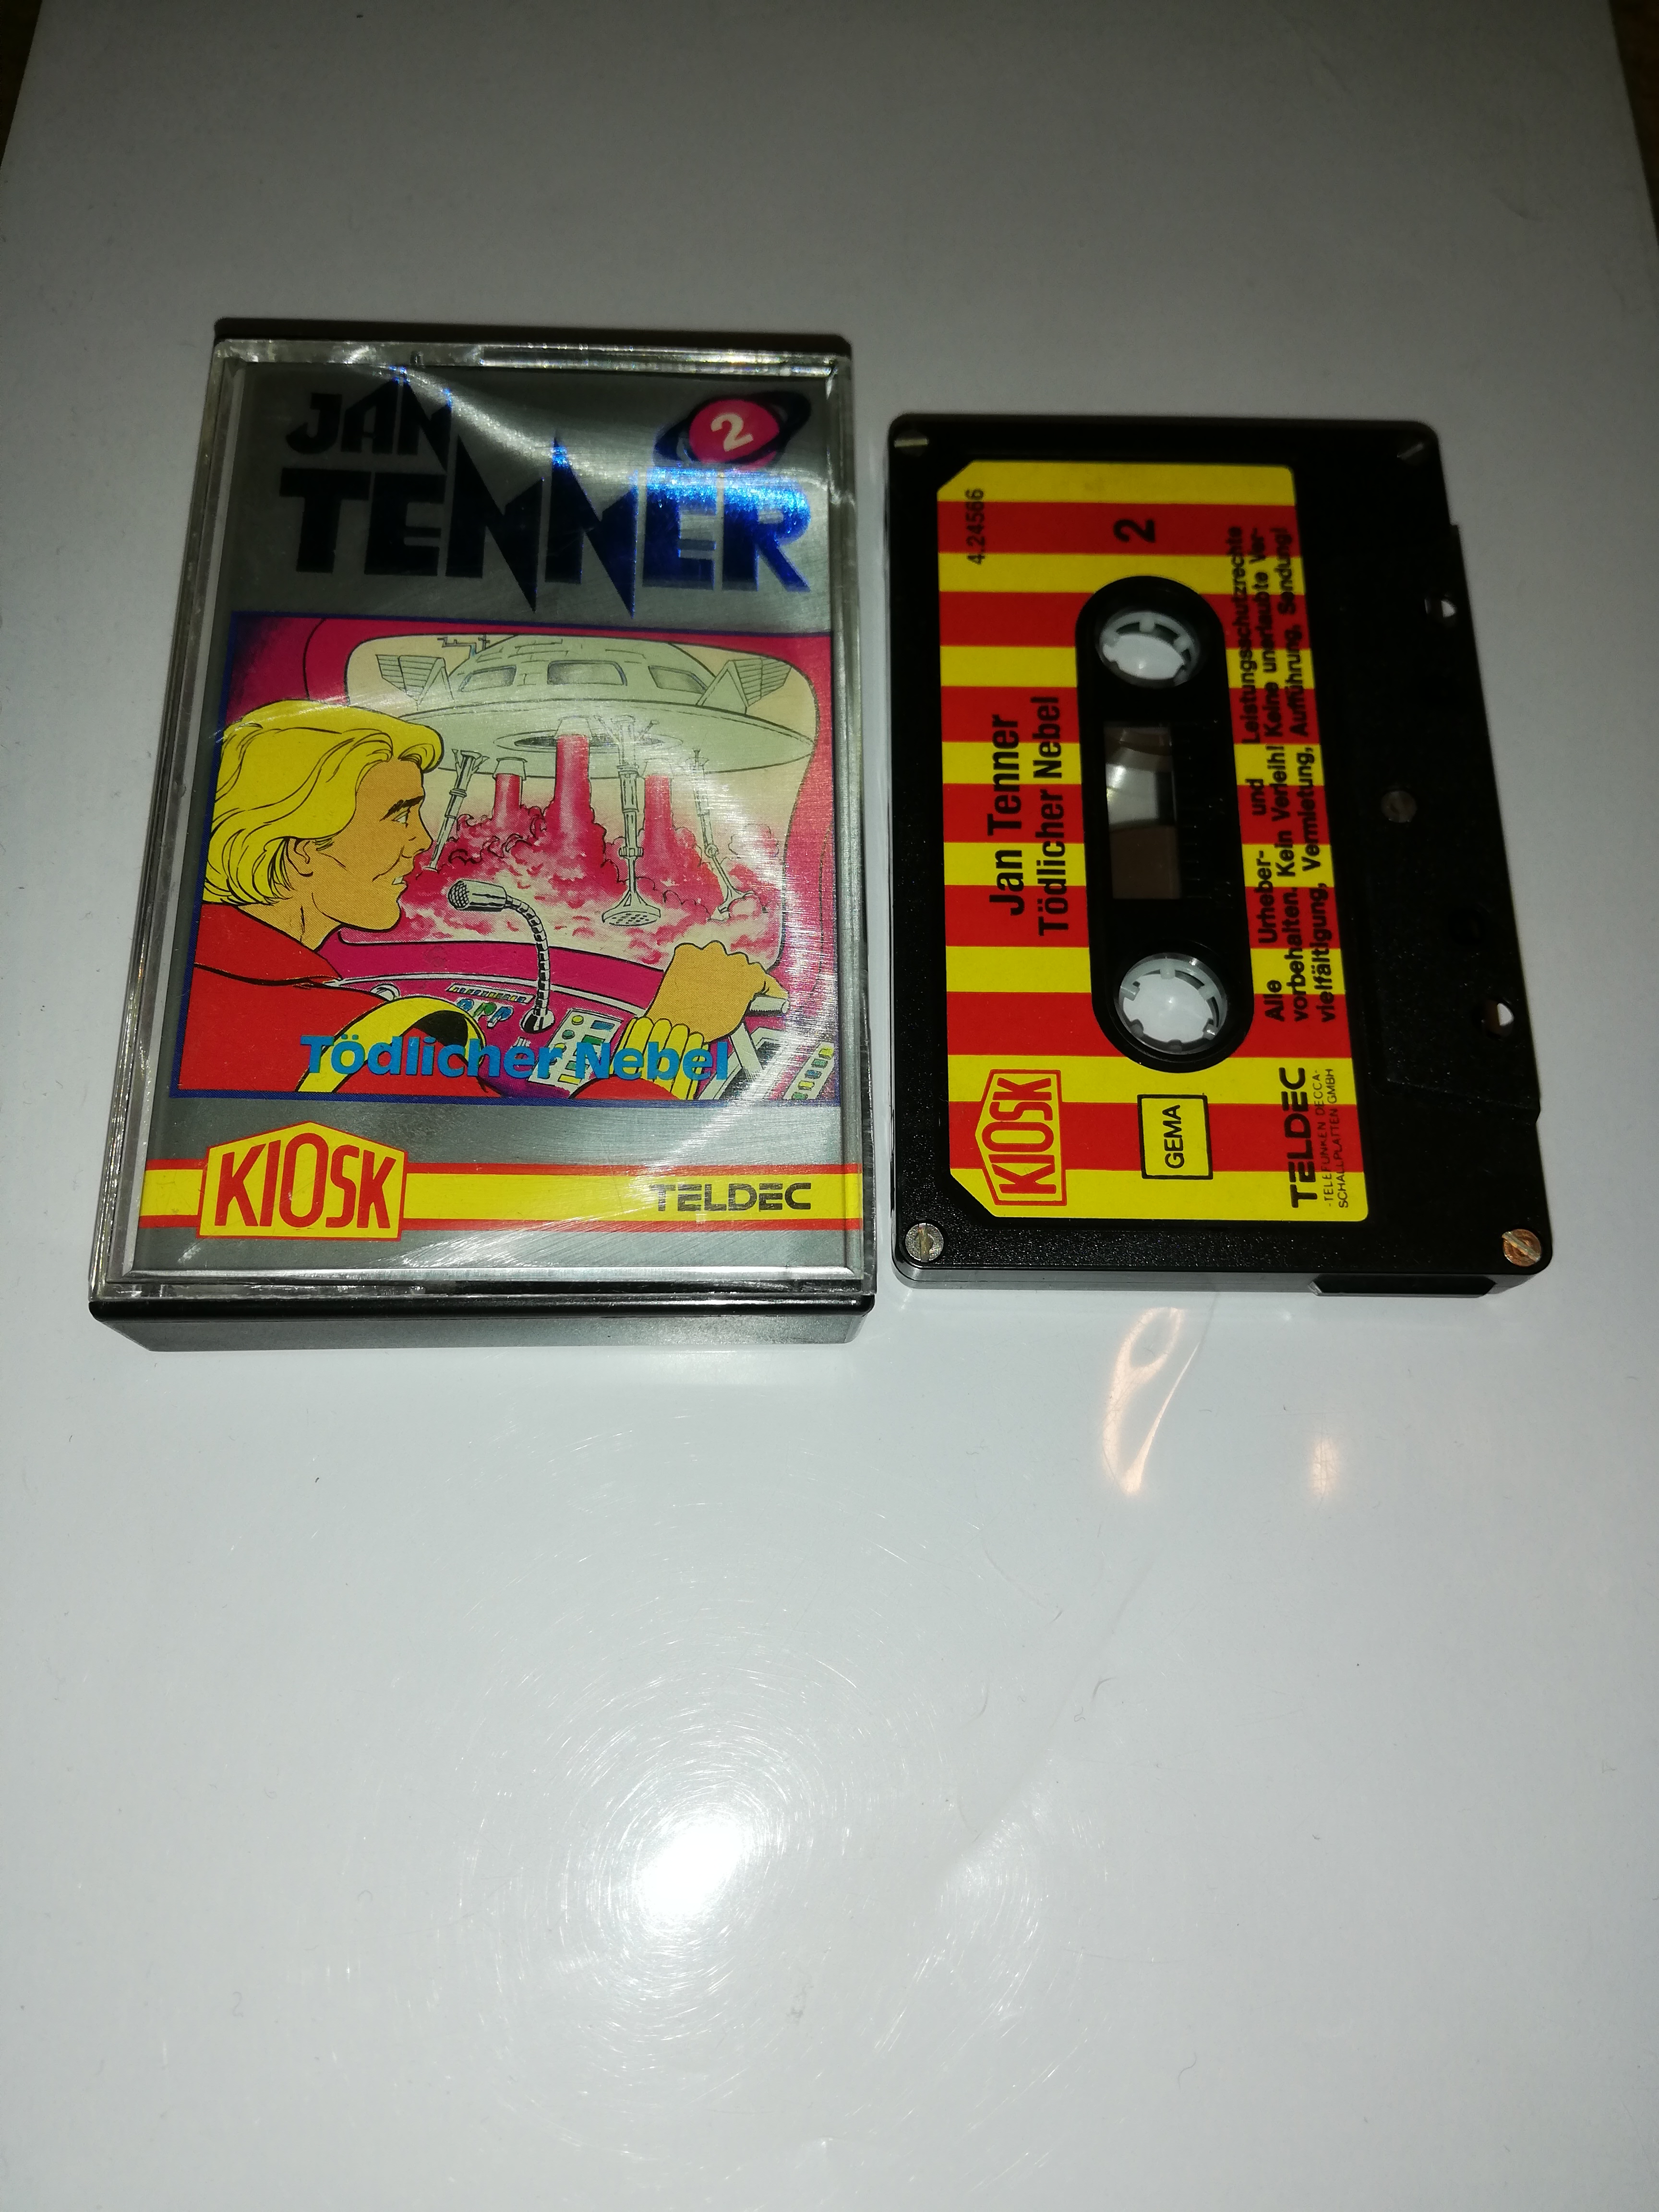 JAN
2
TENNER
Tödlicher Nebel
KIOSK
TELDEC
4.24566
2
Jan Tenner
Tödlicher Nebel
Alle Urheber- und Leistungsschutzrechte
vorbehalten. Kein Verleih! Keine unerlaubte Ver-
vielfältigung, Vermietung, Aufführung, Sendung!
KIOSK
GEMA
TELDEC
·TELEFUNKEN DECCA·
SCHALLPLATTEN GMBH